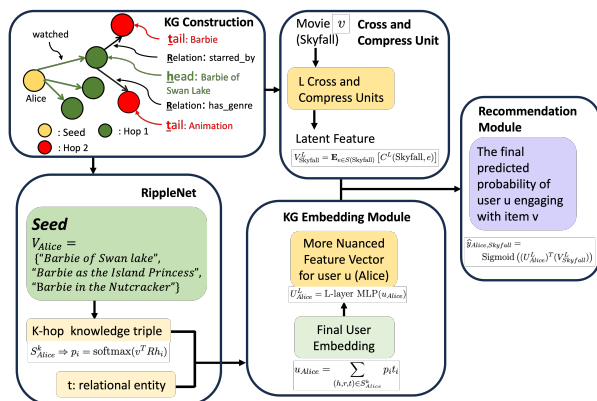 KG Construction
watched
tail: Barbie
Relation: starred_by
head: Barbie of
Swan Lake
Relation: has_genre
tail: Animation
Alice
: Seed
: Hop 1
: Hop 2
Movie v
(Skyfall)
Cross and
Compress Unit
L Cross and
Compress Units
Latent Feature
V^L_Skyfall = E_{e∈S(Skyfall)} [C^L(Skyfall, e)]
Recommendation
Module
The final
predicted
probability of
user u engaging
with item v
ŷ_{Alice,Skyfall} =
Sigmoid ((U^L_Alice)^T(V^L_Skyfall))
RippleNet
Seed
V_Alice =
{"Barbie of Swan lake",
"Barbie as the Island Princess",
"Barbie in the Nutcracker"}
K-hop knowledge triple
S^k_Alice ⇒ p_i = softmax(v^T Rh_i)
t: relational entity
KG Embedding Module
More Nuanced
Feature Vector
for user u (Alice)
U^L_Alice = L-layer MLP(u_Alice)
Final User
Embedding
u_Alice = ∑_{(h,r,t)∈S^k_Alice} p_i t_i